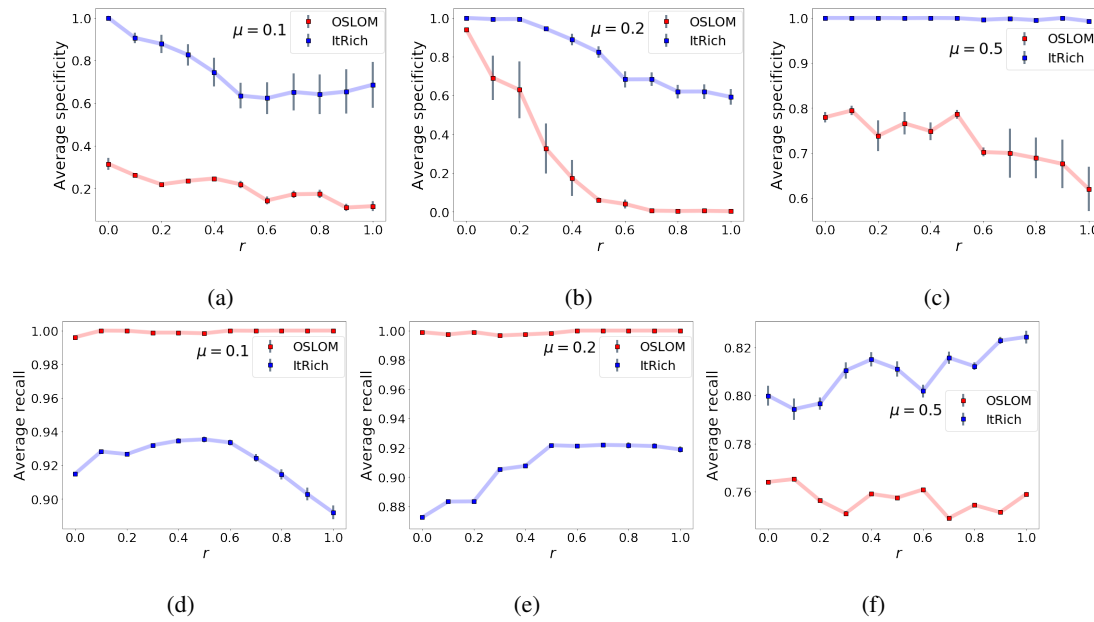 1.0
0.8
0.6
0.4
0.2
Average specificity
μ = 0.1
OSLOM
ItRich
0.0 0.2 0.4 0.6 0.8 1.0
r
(a)
1.0
0.8
0.6
0.4
0.2
0.0
Average specificity
μ = 0.2
OSLOM
ItRich
0.0 0.2 0.4 0.6 0.8 1.0
r
(b)
1.0
0.9
0.8
0.7
0.6
Average specificity
μ = 0.5
OSLOM
ItRich
0.0 0.2 0.4 0.6 0.8 1.0
r
(c)
1.00
0.98
0.96
0.94
0.92
0.90
Average recall
μ = 0.1
OSLOM
ItRich
0.0 0.2 0.4 0.6 0.8 1.0
r
(d)
1.00
0.98
0.96
0.94
0.92
0.88
Average recall
μ = 0.2
OSLOM
ItRich
0.0 0.2 0.4 0.6 0.8 1.0
r
(e)
0.82
0.80
0.78
0.76
Average recall
μ = 0.5
OSLOM
ItRich
0.0 0.2 0.4 0.6 0.8 1.0
r
(f)